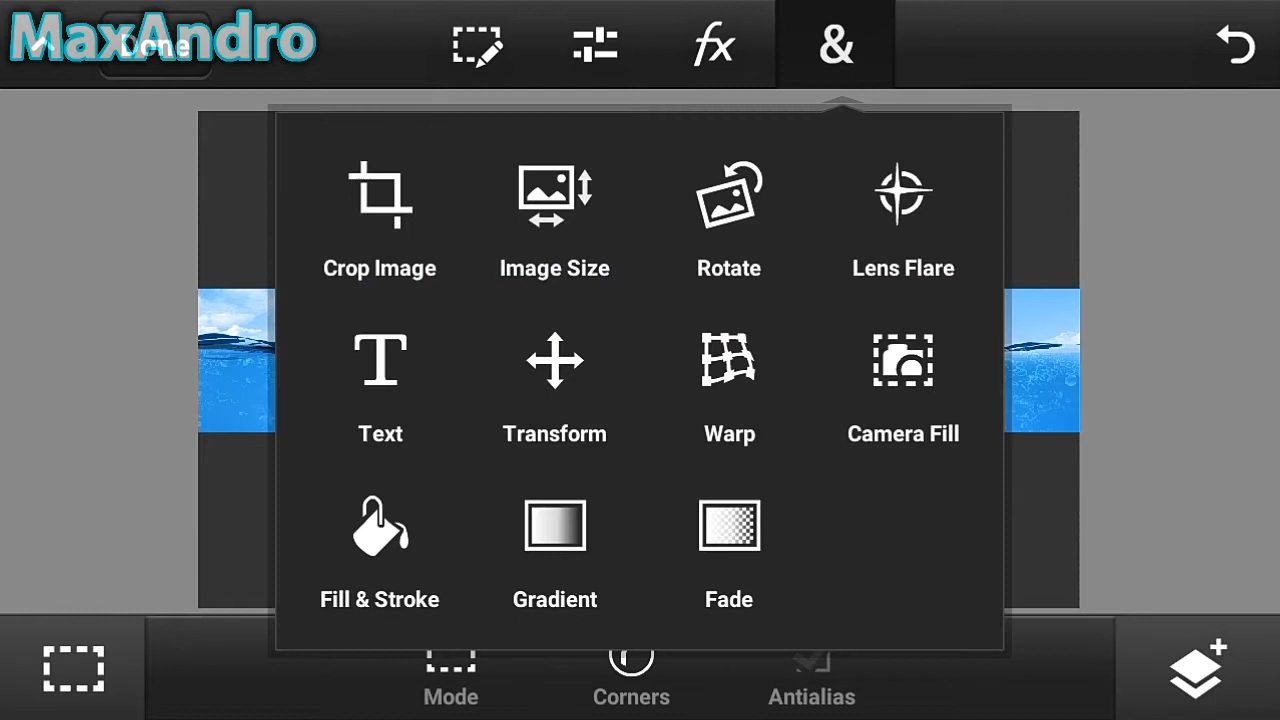 MaxAndro
Done
fx
&
Crop Image
Image Size
Rotate
Lens Flare
T
Text
Transform
Warp
Camera Fill
Fill & Stroke
Gradient
Fade
Mode
Corners
Antialias